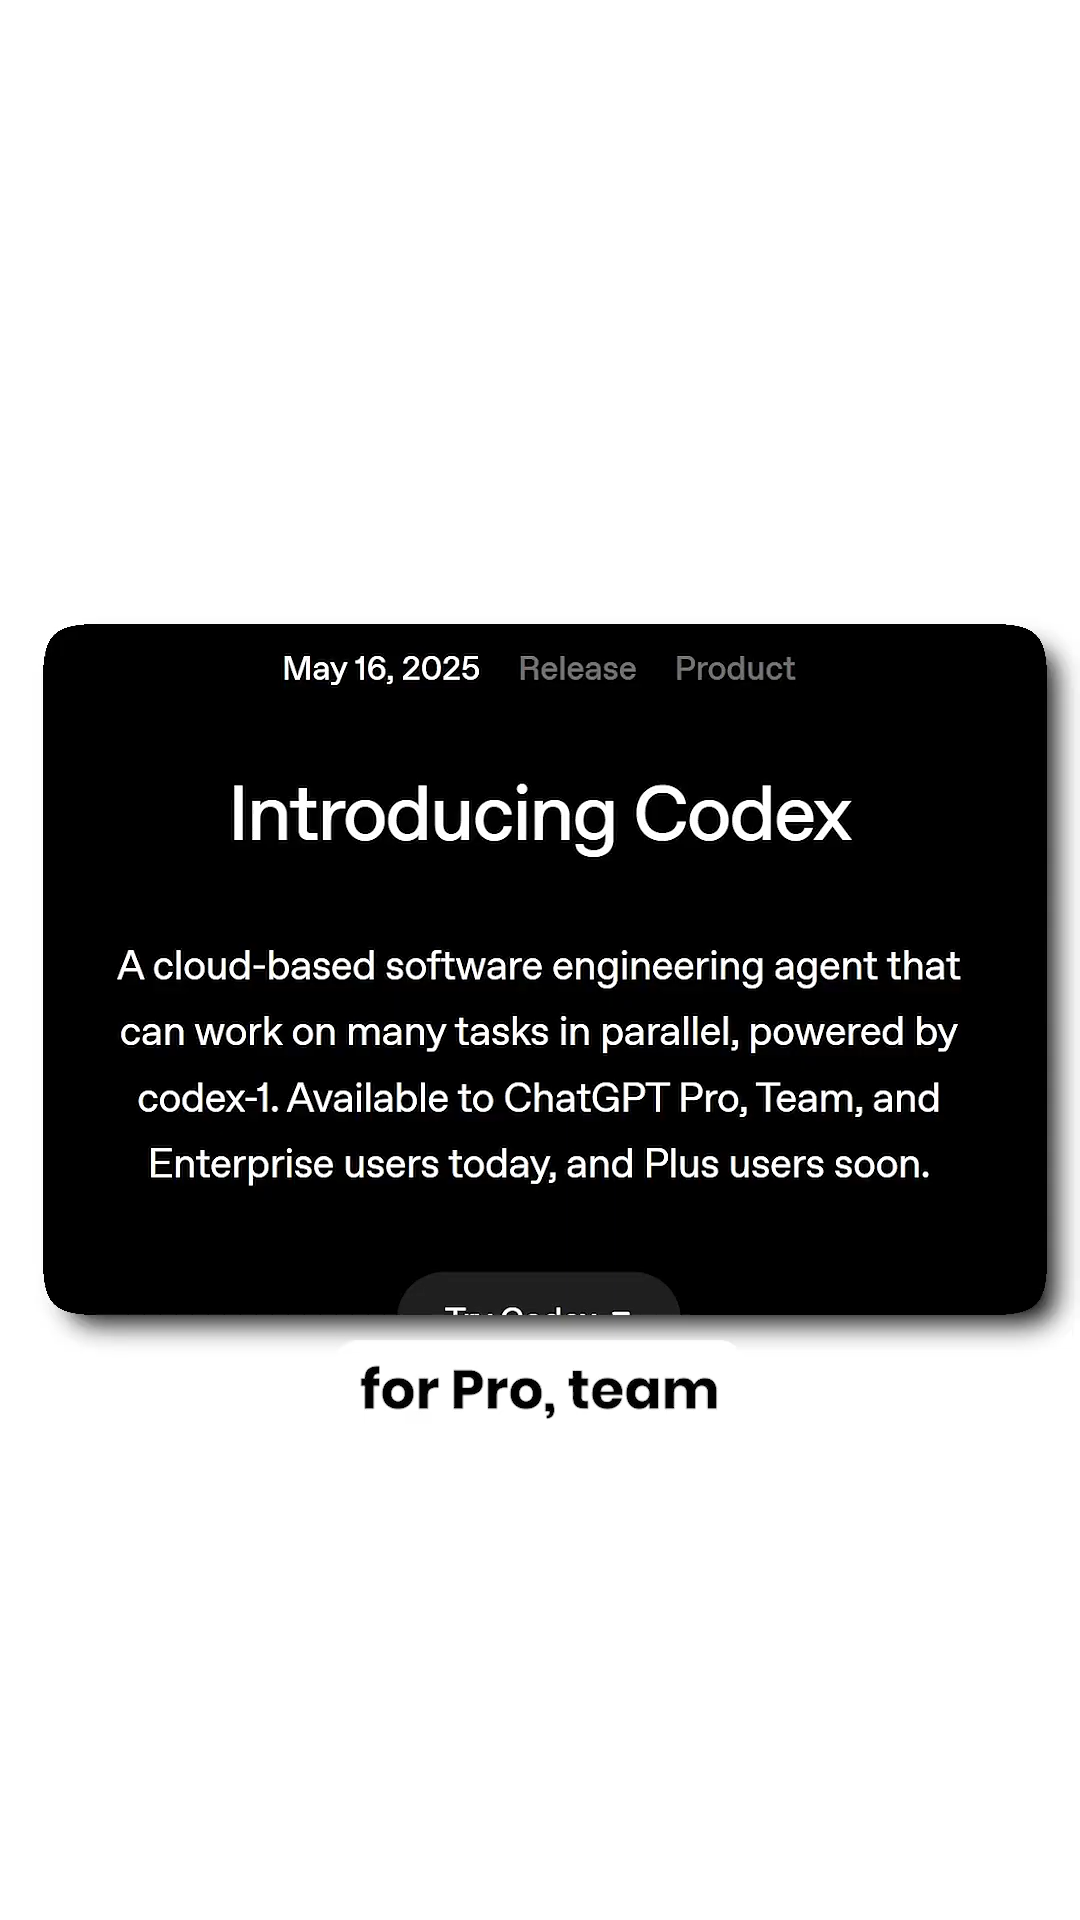 May 16, 2025 Release Product
Introducing Codex
A cloud-based software engineering agent that
can work on many tasks in parallel, powered by
codex-1. Available to ChatGPT Pro, Team, and
Enterprise users today, and Plus users soon.
Try Codex
for Pro, team